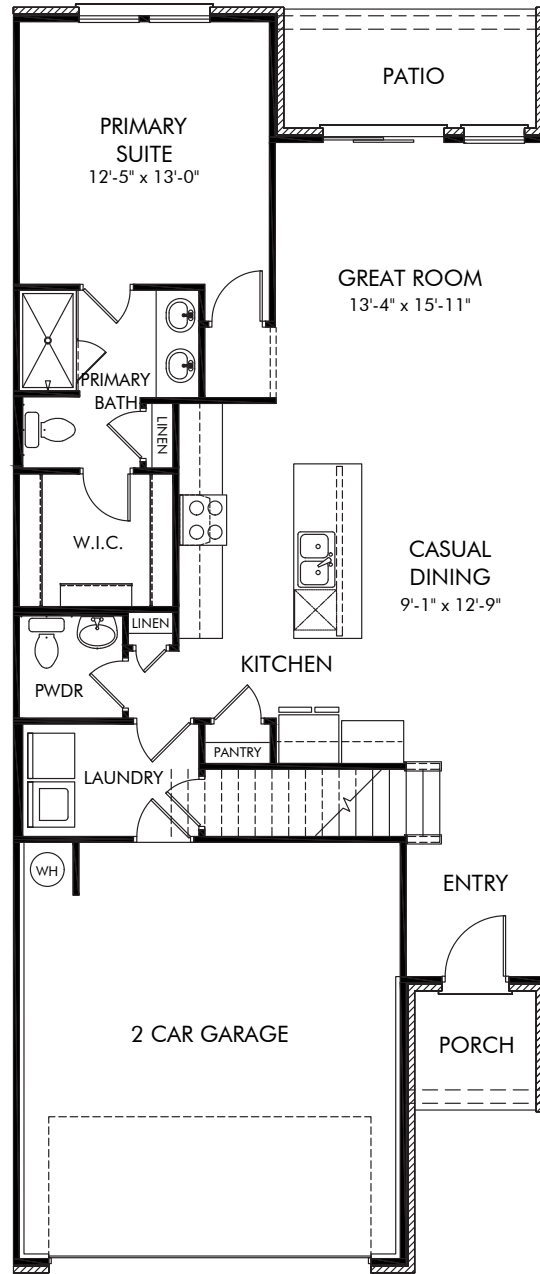 PATIO
PRIMARY
SUITE
12'-5" x 13'-0"
GREAT ROOM
13'-4" x 15'-11"
PRIMARY
BATH
LINEN
W.I.C.
CASUAL
DINING
9'-1" x 12'-9"
LINEN
KITCHEN
PWDR
PANTRY
LAUNDRY
WH
ENTRY
2 CAR GARAGE
PORCH